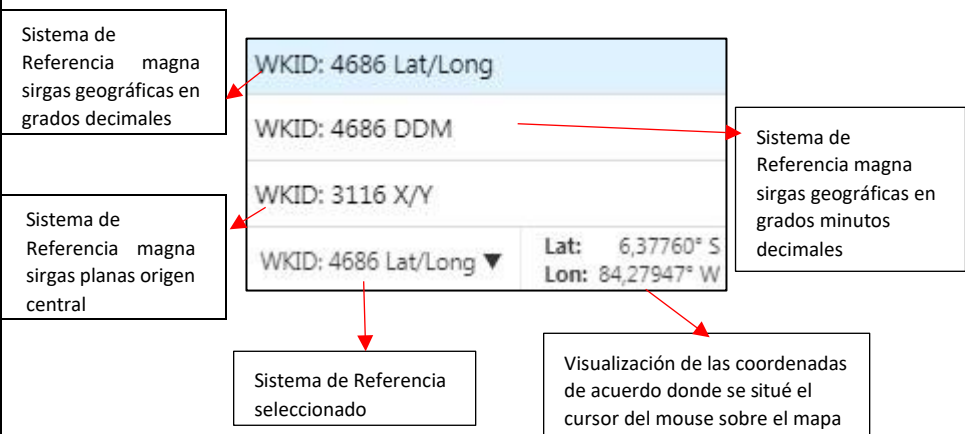 Sistema de
Referencia magna
sirgas geográficas en
grados decimales
WKID: 4686 Lat/Long
WKID: 4686 DDM
Sistema de
Referencia magna
sirgas geográficas en
grados minutos
decimales
WKID: 3116 X/Y
Sistema de
Referencia magna
sirgas planas origen
central
WKID: 4686 Lat/Long ▼
Lat: 6,37760° S
Lon: 84,27947° W
Sistema de Referencia
seleccionado
Visualización de las coordenadas
de acuerdo donde se situé el
cursor del mouse sobre el mapa